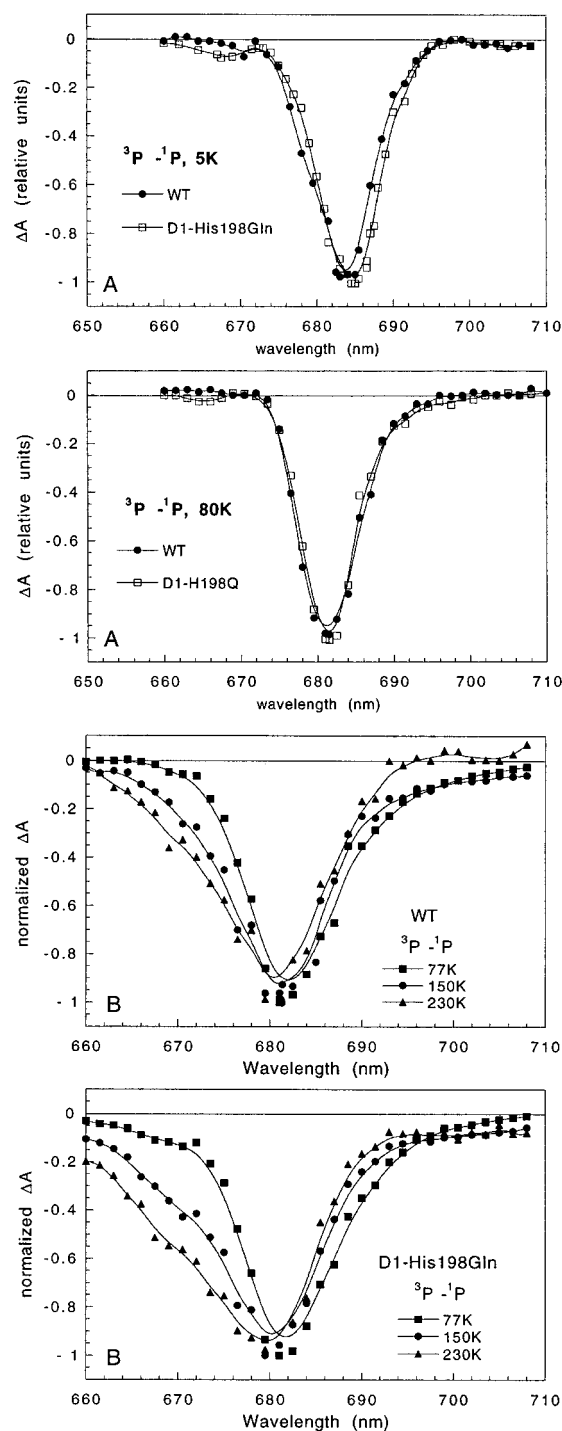 0
-0.2
-0.4
-0.6
-0.8
- 1
ΔA (relative units)
³P -¹P, 5K
WT
D1-His198Gln
A
650 660 670 680 690 700 710
wavelength (nm)
0
-0.2
-0.4
-0.6
-0.8
- 1
ΔA (relative units)
³P -¹P, 80K
WT
D1-H198Q
A
650 660 670 680 690 700 710
wavelength (nm)
0
-0.2
-0.4
-0.6
-0.8
- 1
normalized ΔA
WT
³P -¹P
77K
150K
230K
B
660 670 680 690 700 710
Wavelength (nm)
0
-0.2
-0.4
-0.6
-0.8
- 1
normalized ΔA
D1-His198Gln
³P -¹P
77K
150K
230K
B
660 670 680 690 700 710
Wavelength (nm)